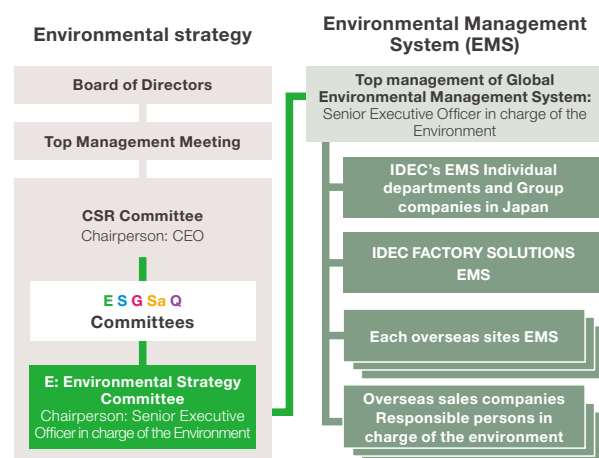 Environmental strategy
Board of Directors
Top Management Meeting
CSR Committee
Chairperson: CEO
E S G Sa Q
Committees
E: Environmental Strategy
Committee
Chairperson: Senior Executive
Officer in charge of the Environment
Environmental Management
System (EMS)
Top management of Global
Environmental Management System:
Senior Executive Officer in charge of the
Environment
IDEC's EMS Individual
departments and Group
companies in Japan
IDEC FACTORY SOLUTIONS
EMS
Each overseas sites EMS
Overseas sales companies
Responsible persons in
charge of the environment